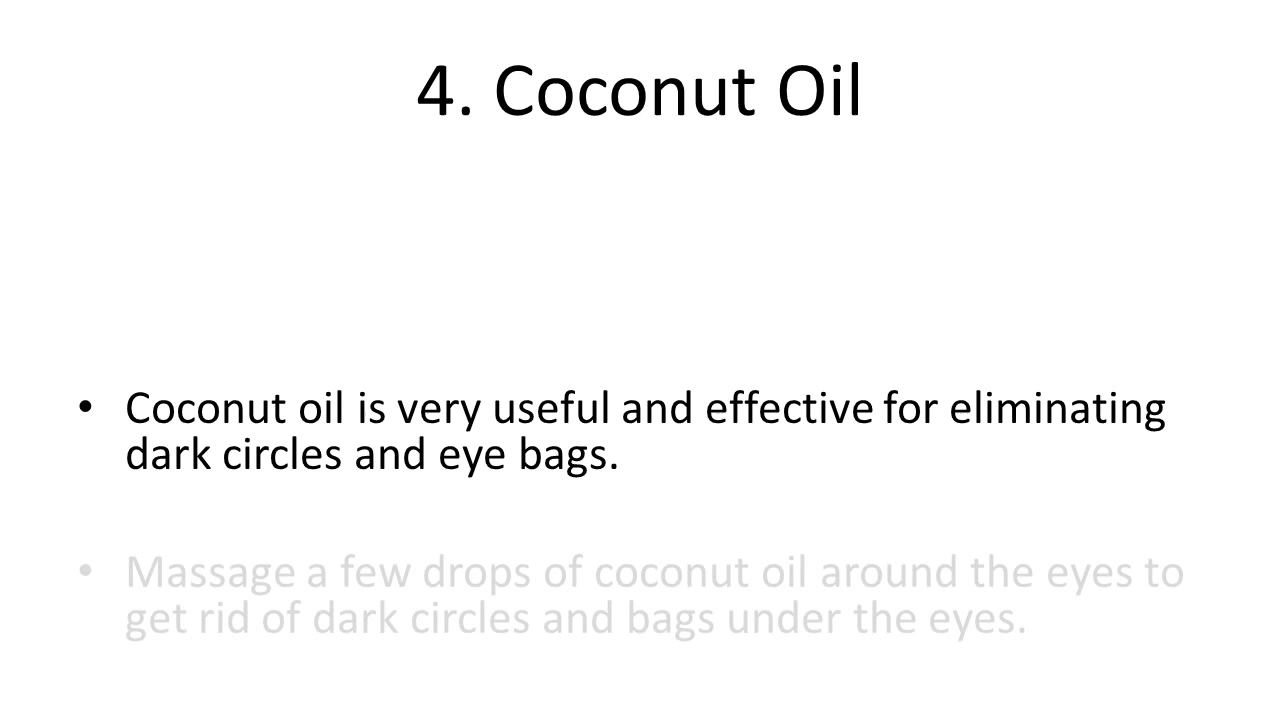 4. Coconut Oil
• Coconut oil is very useful and effective for eliminating
dark circles and eye bags.
• Massage a few drops of coconut oil around the eyes to
get rid of dark circles and bags under the eyes.